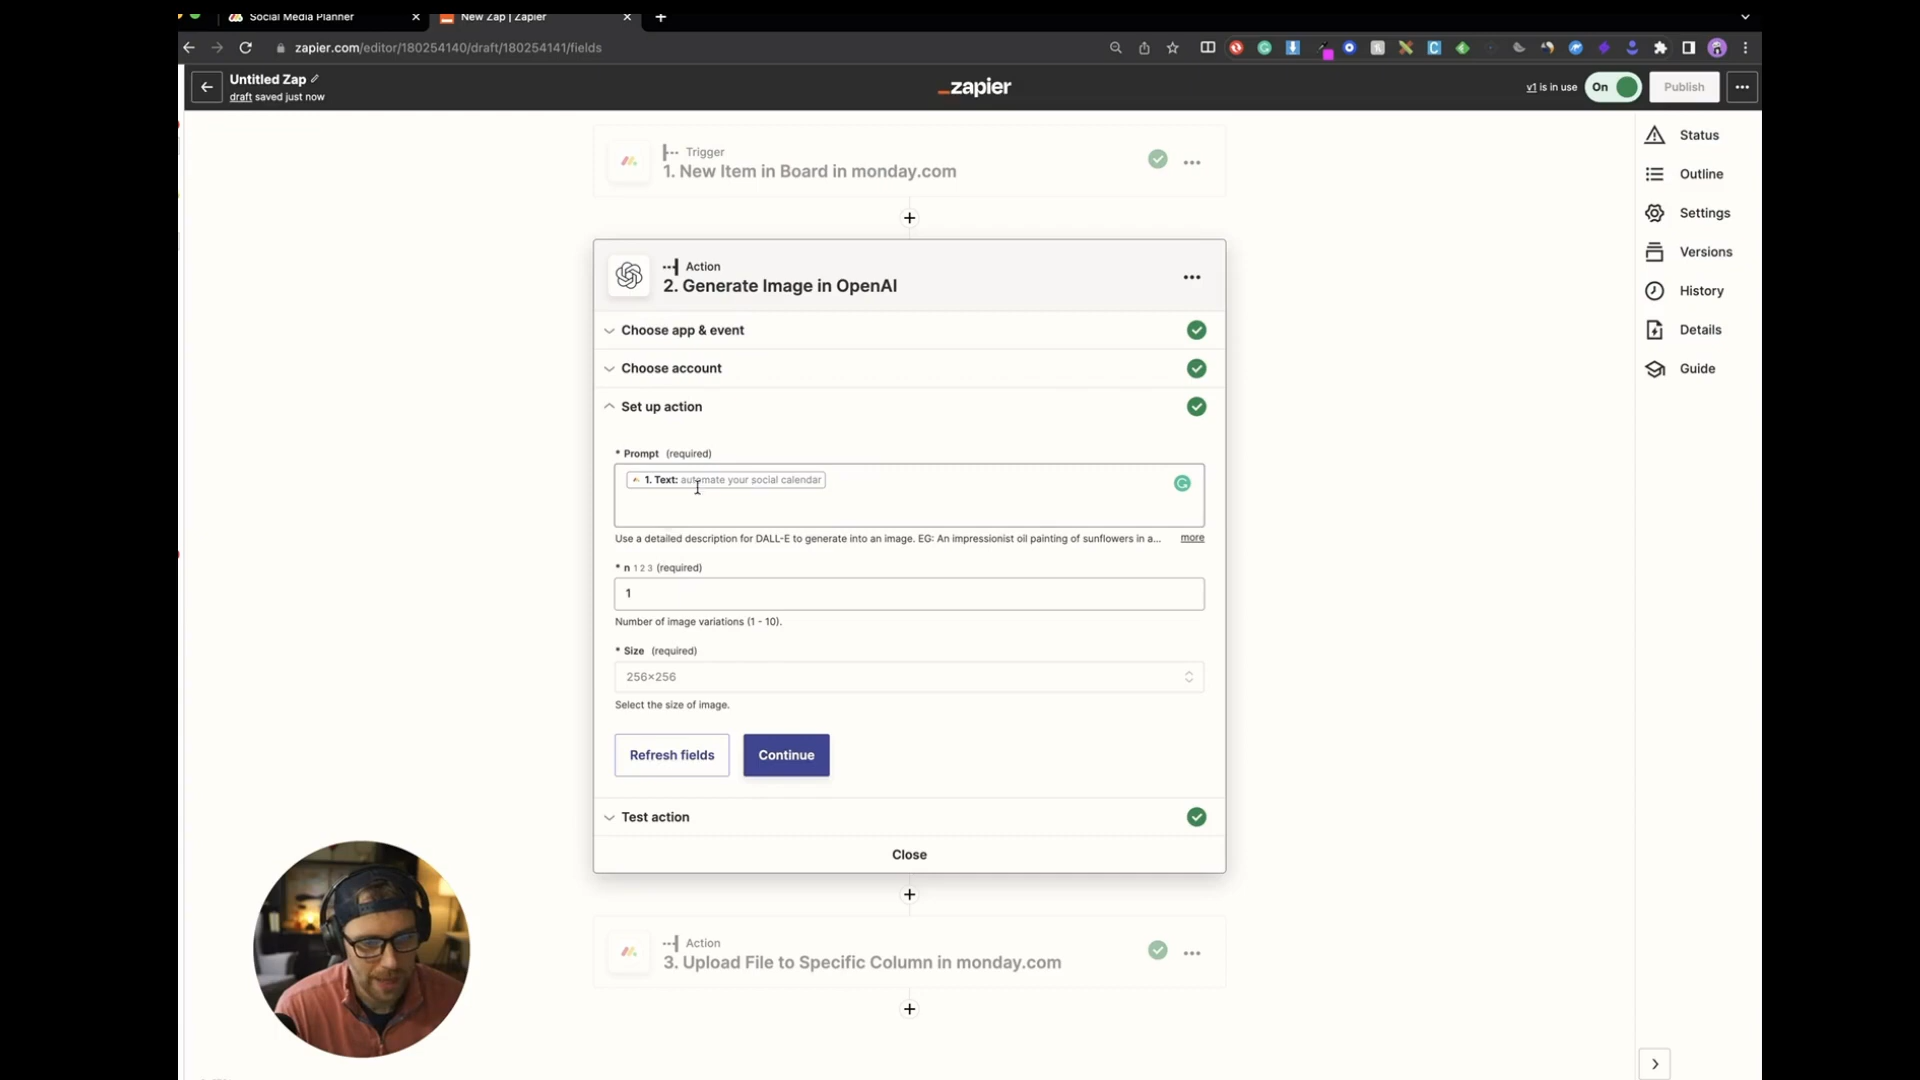 Social Media Planner
New Zap | Zapier
zapier.com/editor/180254140/draft/180254141/fields
Untitled Zap
draft saved just now
zapier
v1 is in use
On
Publish
Trigger
1. New Item in Board in monday.com
Action
2. Generate Image in OpenAI
Choose app & event
Choose account
Set up action
* Prompt (required)
1. Text: automate your social calendar
Use a detailed description for DALL-E to generate into an image. EG: An impressionist oil painting of sunflowers in a...
more
* n 1 2 3 (required)
1
Number of image variations (1 - 10).
* Size (required)
256×256
Select the size of image.
Refresh fields
Continue
Test action
Close
Action
3. Upload File to Specific Column in monday.com
Status
Outline
Settings
Versions
History
Details
Guide